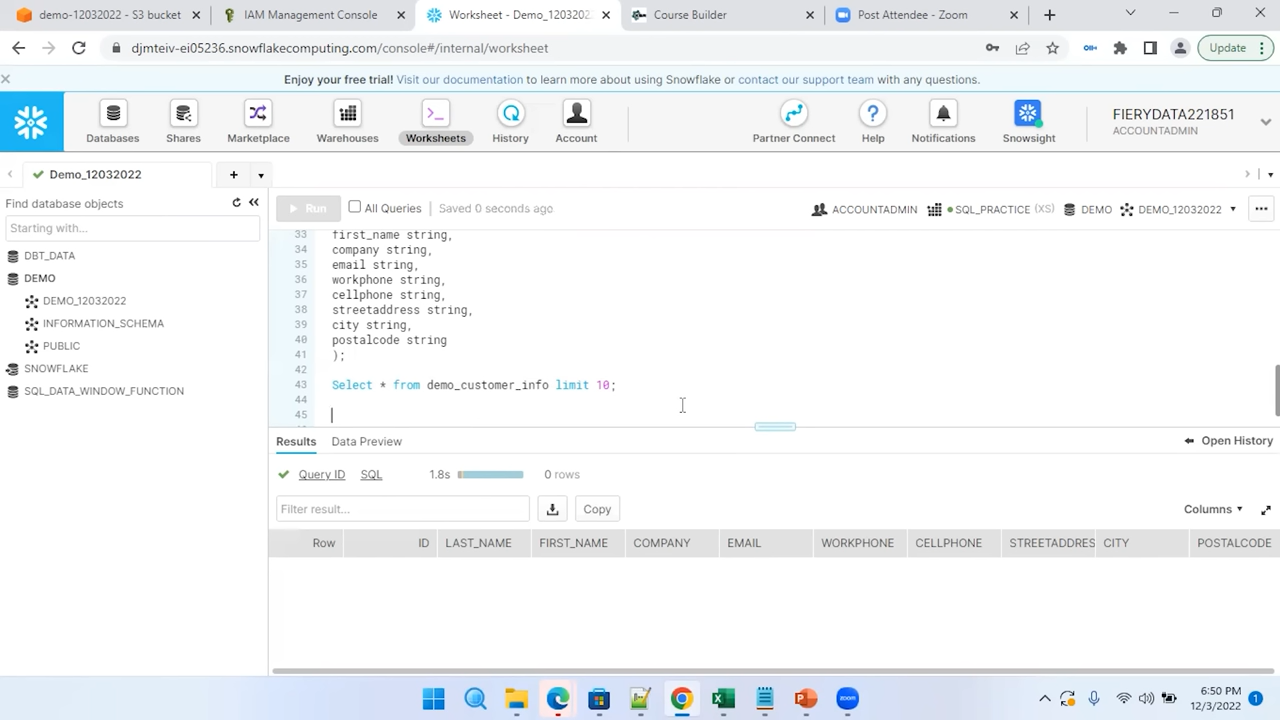 demo-12032022 - S3 bucket
IAM Management Console
Worksheet - Demo_1203202
Course Builder
Post Attendee - Zoom
djmteiv-ei05236.snowflakecomputing.com/console#/internal/worksheet
Update
Enjoy your free trial! Visit our documentation to learn more about using Snowflake or contact our support team with any questions.
Databases
Shares
Marketplace
Warehouses
Worksheets
History
Account
Partner Connect
Help
Notifications
Snowsight
FIERYDATA221851
ACCOUNTADMIN
Demo_12032022
Find database objects
Starting with...
DBT_DATA
DEMO
DEMO_12032022
INFORMATION_SCHEMA
PUBLIC
SNOWFLAKE
SQL_DATA_WINDOW_FUNCTION
Run
All Queries
Saved 0 seconds ago
ACCOUNTADMIN
SQL_PRACTICE (XS)
DEMO
DEMO_12032022
33 first_name string,
34 company string,
35 email string,
36 workphone string,
37 cellphone string,
38 streetaddress string,
39 city string,
40 postalcode string
41 );
42
43 Select * from demo_customer_info limit 10;
44
45
Results
Data Preview
Open History
Query ID
SQL
1.8s
0 rows
Filter result...
Copy
Columns
Row ID LAST_NAME FIRST_NAME COMPANY EMAIL WORKPHONE CELLPHONE STREETADDRES CITY POSTALCODE
zoom
6:50 PM
12/3/2022
1